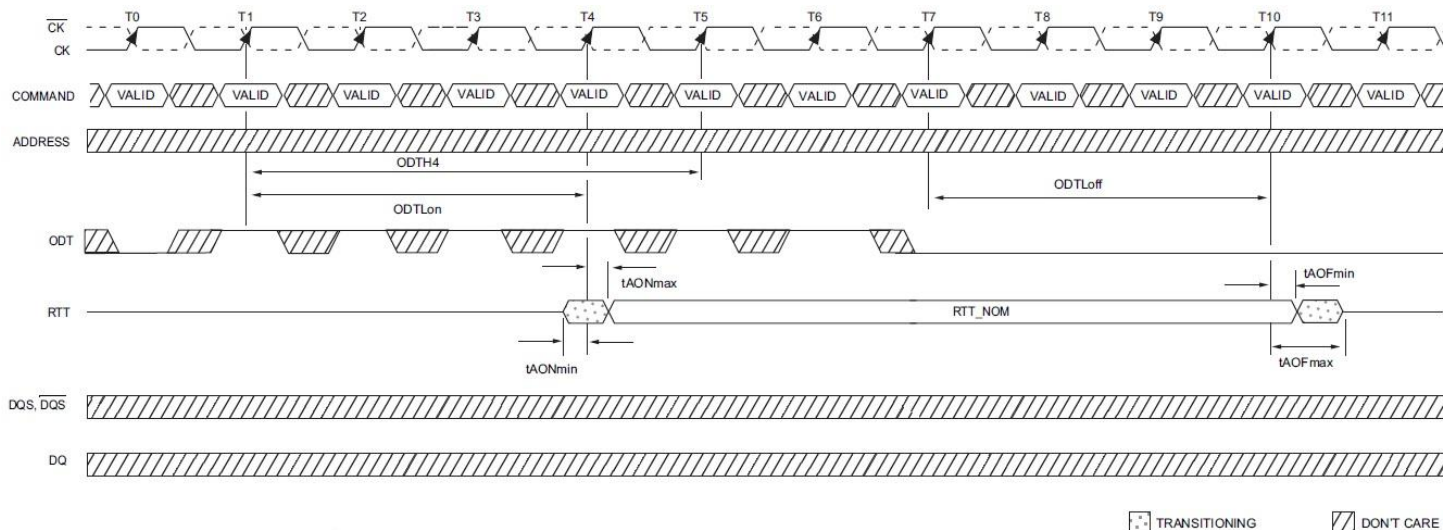 T0 T1 T2 T3 T4 T5 T6 T7 T8 T9 T10 T11
CK
CK
COMMAND VALID VALID VALID VALID VALID VALID VALID VALID VALID VALID VALID VALID
ADDRESS
ODTH4
ODTLoff
ODTLon
ODT
tAONmax
tAOFmin
RTT RTT_NOM
tAONmin
tAOFmax
DQS, DQS
DQ
TRANSITIONING DON'T CARE